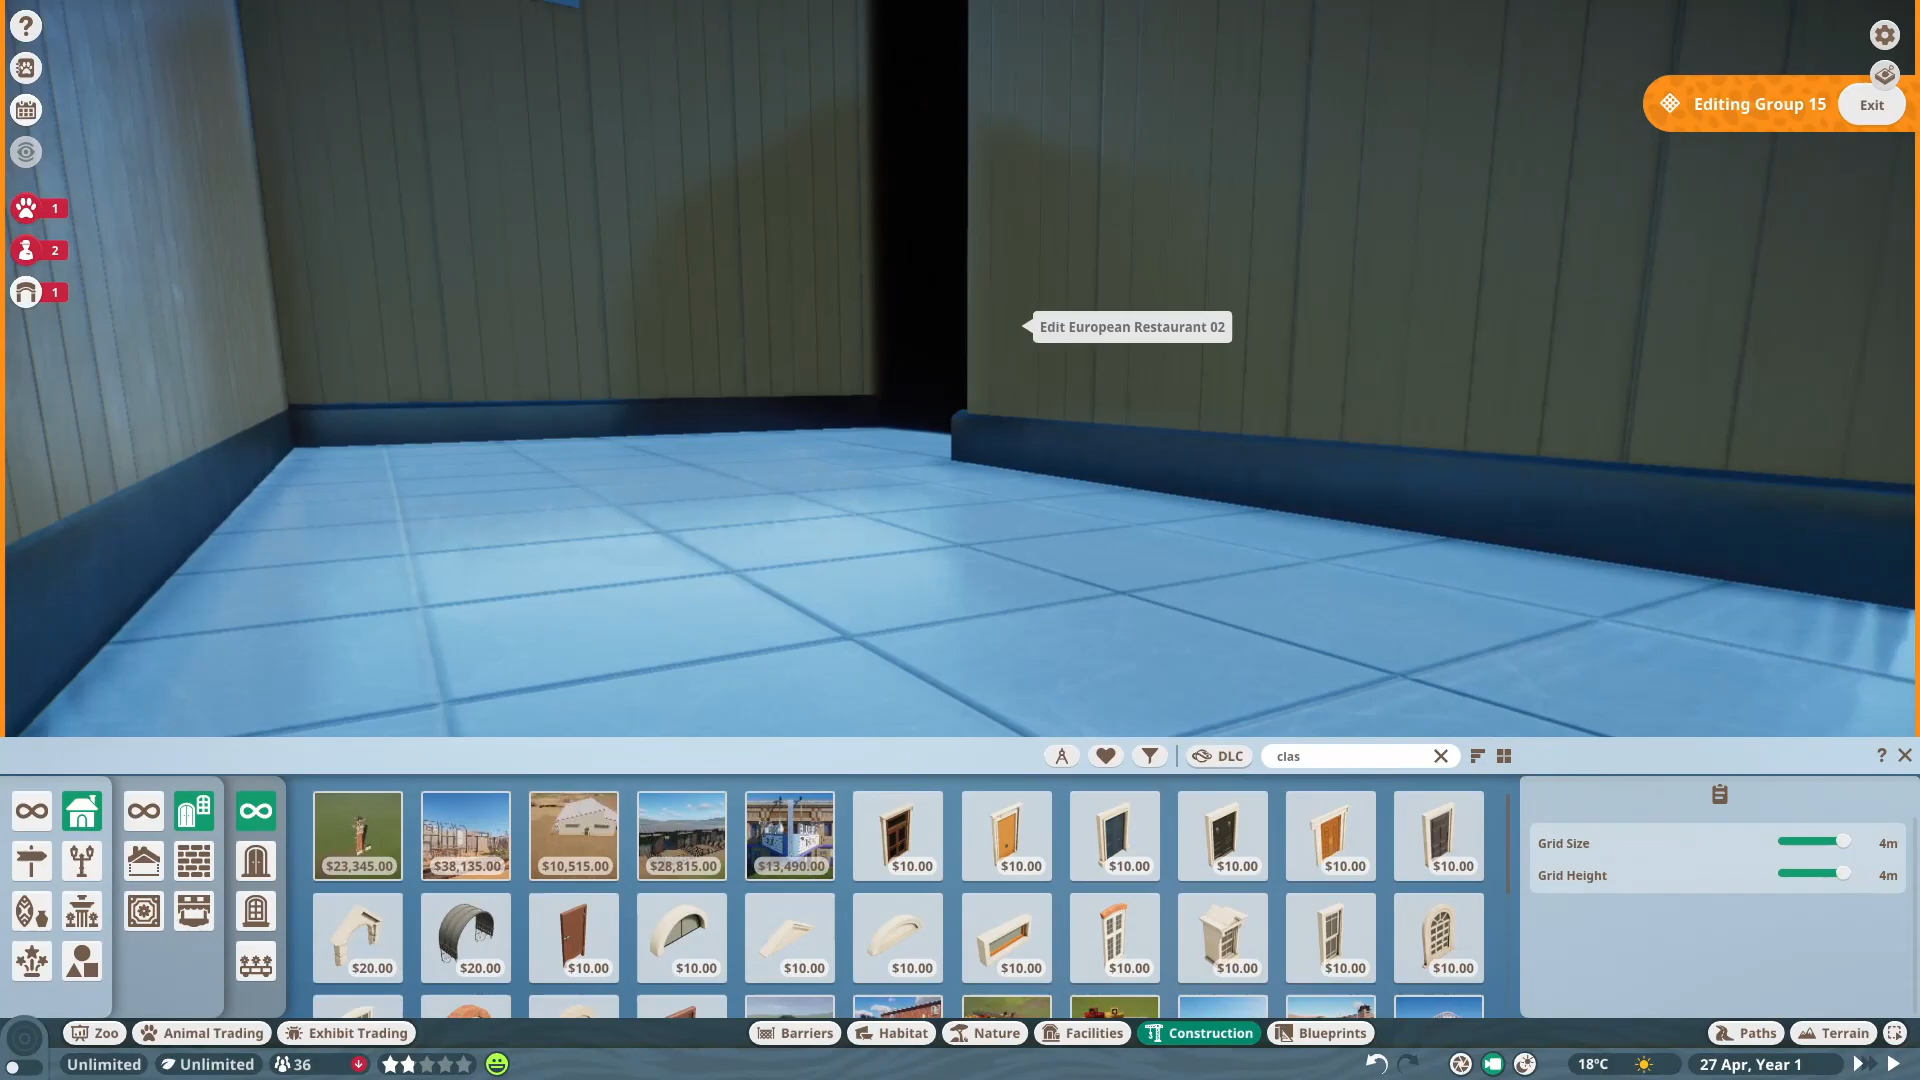 ?
Editing Group 15
Exit
1
2
1
Edit European Restaurant 02
DLC
clas
?
$23,345.00
$38,135.00
$10,515.00
$28,815.00
$13,490.00
$10.00
$10.00
$10.00
$10.00
$10.00
$10.00
$20.00
$20.00
$10.00
$10.00
$10.00
$10.00
$10.00
$10.00
$10.00
$10.00
$10.00
Grid Size
4m
Grid Height
4m
Zoo
Animal Trading
Exhibit Trading
Barriers
Habitat
Nature
Facilities
Construction
Blueprints
Paths
Terrain
Unlimited
Unlimited
36
18°C
27 Apr, Year 1